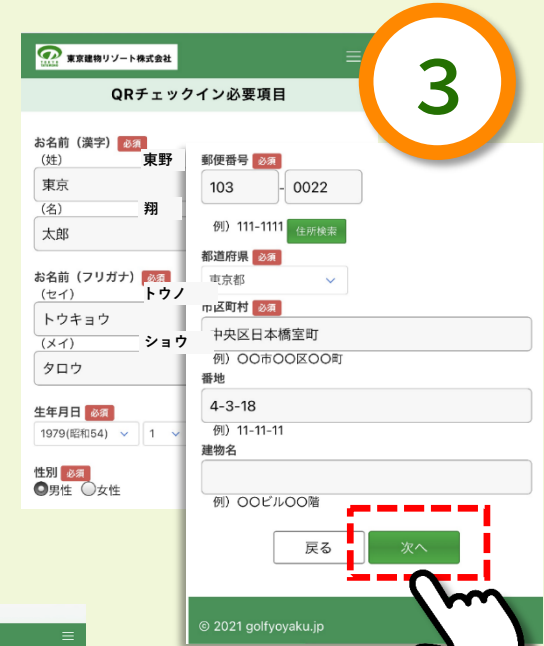 3
東京建物リゾート株式会社
QRチェックイン必要項目
お名前（漢字） 必須
（姓） 東野
東京
（名） 翔
太郎
お名前（フリガナ） 必須
（セイ） トウノ
トウキョウ
（メイ） ショウ
タロウ
生年月日 必須
1979(昭和54) 1
性別 必須
男性 女性
郵便番号 必須
103 - 0022
例）111-1111 住所検索
都道府県 必須
東京都
市区町村 必須
中央区日本橋室町
例）〇〇市〇〇区〇〇町
番地
4-3-18
例）11-11-11
建物名
例）〇〇ビル〇〇階
戻る 次へ
© 2021 golfyoyaku.jp